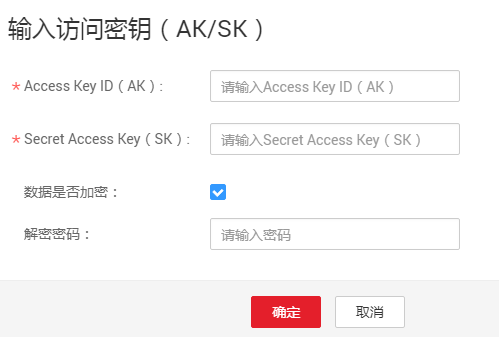 输入访问密钥（AK/SK）
* Access Key ID（AK）: 请输入Access Key ID（AK）
* Secret Access Key（SK）: 请输入Secret Access Key（SK）
数据是否加密：
解密密码： 请输入密码
确定 取消